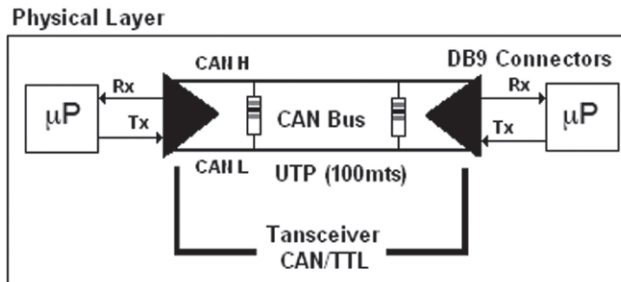 Physical Layer
CAN H
DB9 Connectors
Rx
Rx
µP
CAN Bus
µP
Tx
Tx
CAN L
UTP (100mts)
Tansceiver
CAN/TTL